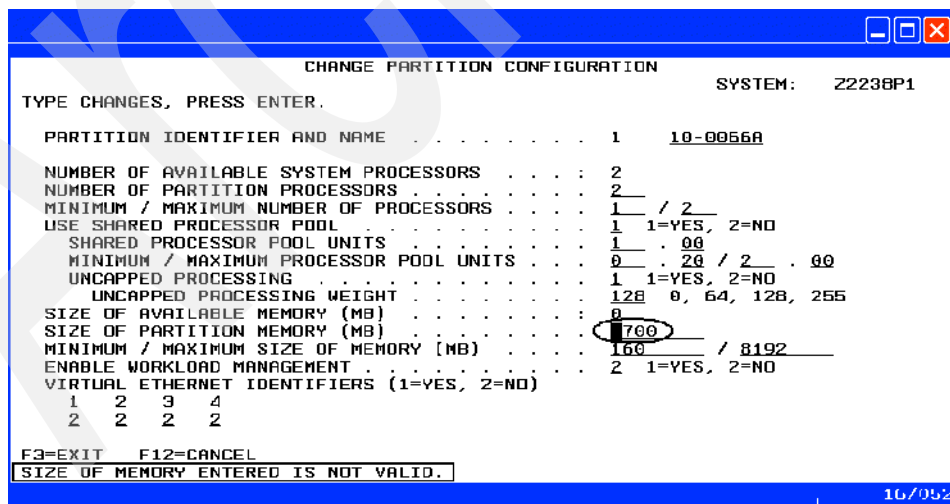 CHANGE PARTITION CONFIGURATION
SYSTEM: Z2238P1
TYPE CHANGES, PRESS ENTER.
PARTITION IDENTIFIER AND NAME . . . . . . . . 1 10-0056A
NUMBER OF AVAILABLE SYSTEM PROCESSORS . . . . : 2
NUMBER OF PARTITION PROCESSORS . . . . . . . . 2
MINIMUM / MAXIMUM NUMBER OF PROCESSORS . . . . 1 / 2
USE SHARED PROCESSOR POOL . . . . . . . . . . 1 1=YES, 2=NO
SHARED PROCESSOR POOL UNITS . . . . . . . . . 1 . 00
MINIMUM / MAXIMUM PROCESSOR POOL UNITS . . . 0 . 20 / 2 . 00
UNCAPPED PROCESSING . . . . . . . . . . . . . 1 1=YES, 2=NO
UNCAPPED PROCESSING WEIGHT . . . . . . . . 128 0, 64, 128, 255
SIZE OF AVAILABLE MEMORY (MB) . . . . . . . . : 0
SIZE OF PARTITION MEMORY (MB) . . . . . . . . . 700
MINIMUM / MAXIMUM SIZE OF MEMORY (MB) . . . . 160 / 8192
ENABLE WORKLOAD MANAGEMENT . . . . . . . . . . 2 1=YES, 2=NO
VIRTUAL ETHERNET IDENTIFIERS (1=YES, 2=NO)
1 2 3 4
2 2 2 2
F3=EXIT F12=CANCEL
SIZE OF MEMORY ENTERED IS NOT VALID.
16/052